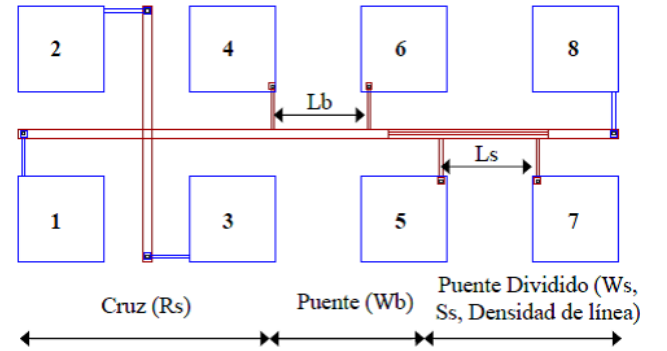 2 4 6 8
Lb
Ls
1 3 5 7
Cruz (Rs) Puente (Wb) Puente Dividido (Ws,
Ss, Densidad de línea)